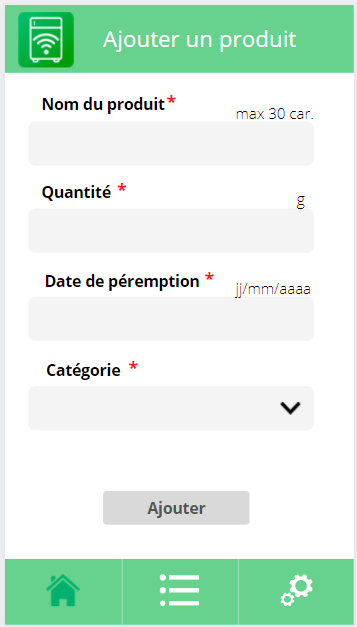 Ajouter un produit
Nom du produit *
max 30 car.
Quantité *
g
Date de péremption *
jj/mm/aaaa
Catégorie *
Ajouter